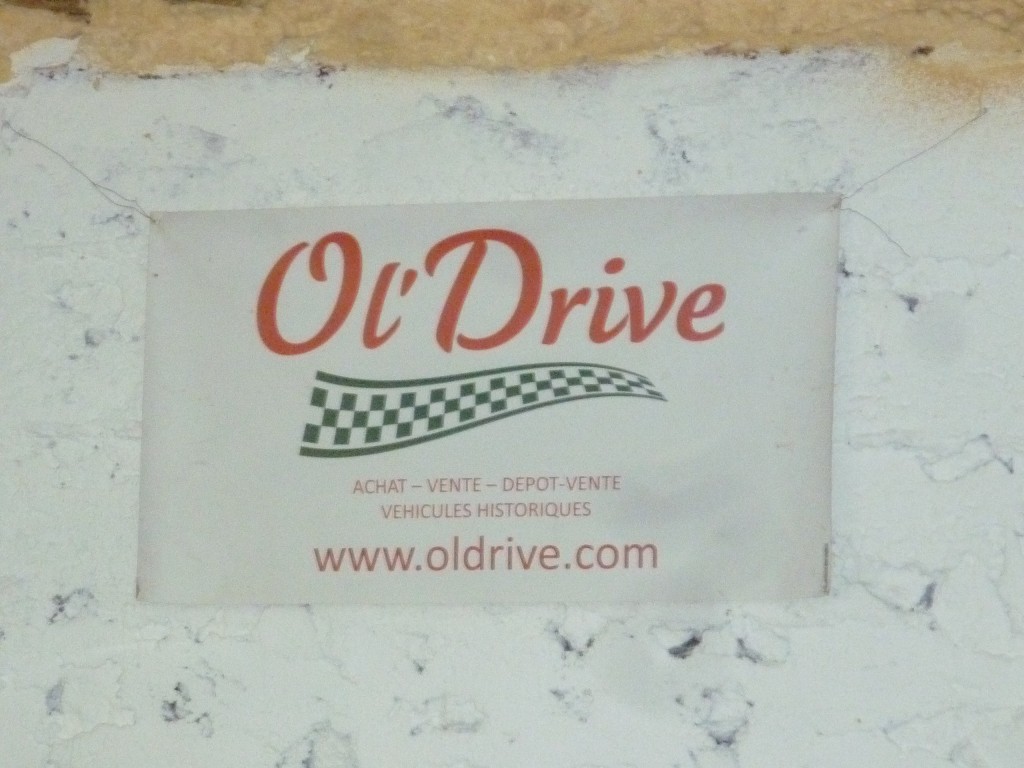 Ol'Drive
ACHAT – VENTE – DEPOT-VENTE
VEHICULES HISTORIQUES
www.oldrive.com